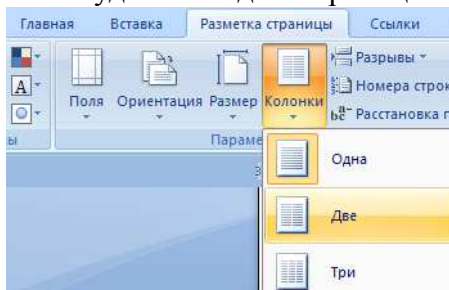 Главная Вставка Разметка страницы Ссылки
Поля Ориентация Размер Колонки
Разрывы
Номера строк
Расстановка
Одна
Две
Три